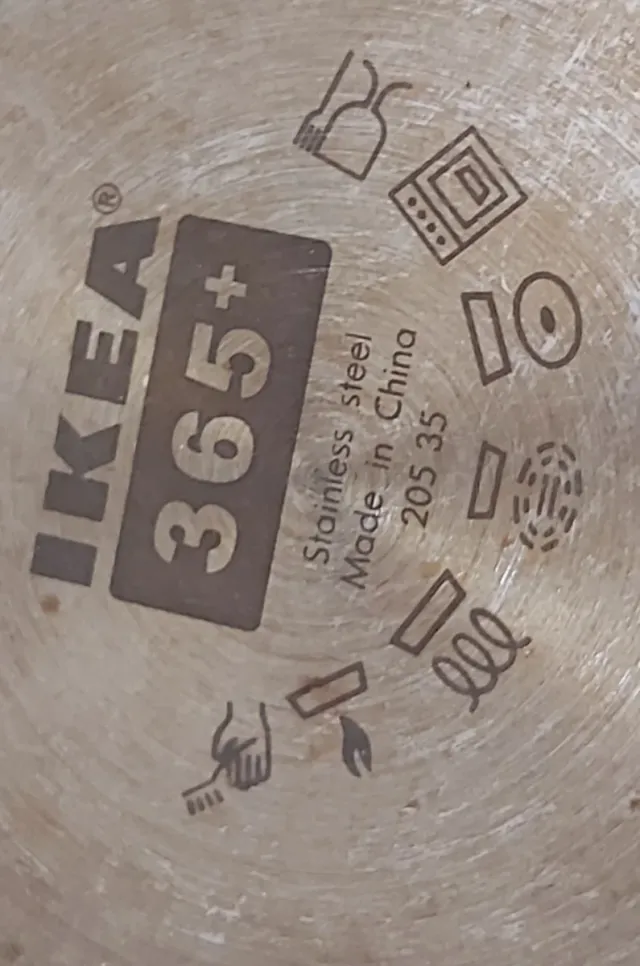 IKEA®
365+
Stainless steel
Made in China
205 35